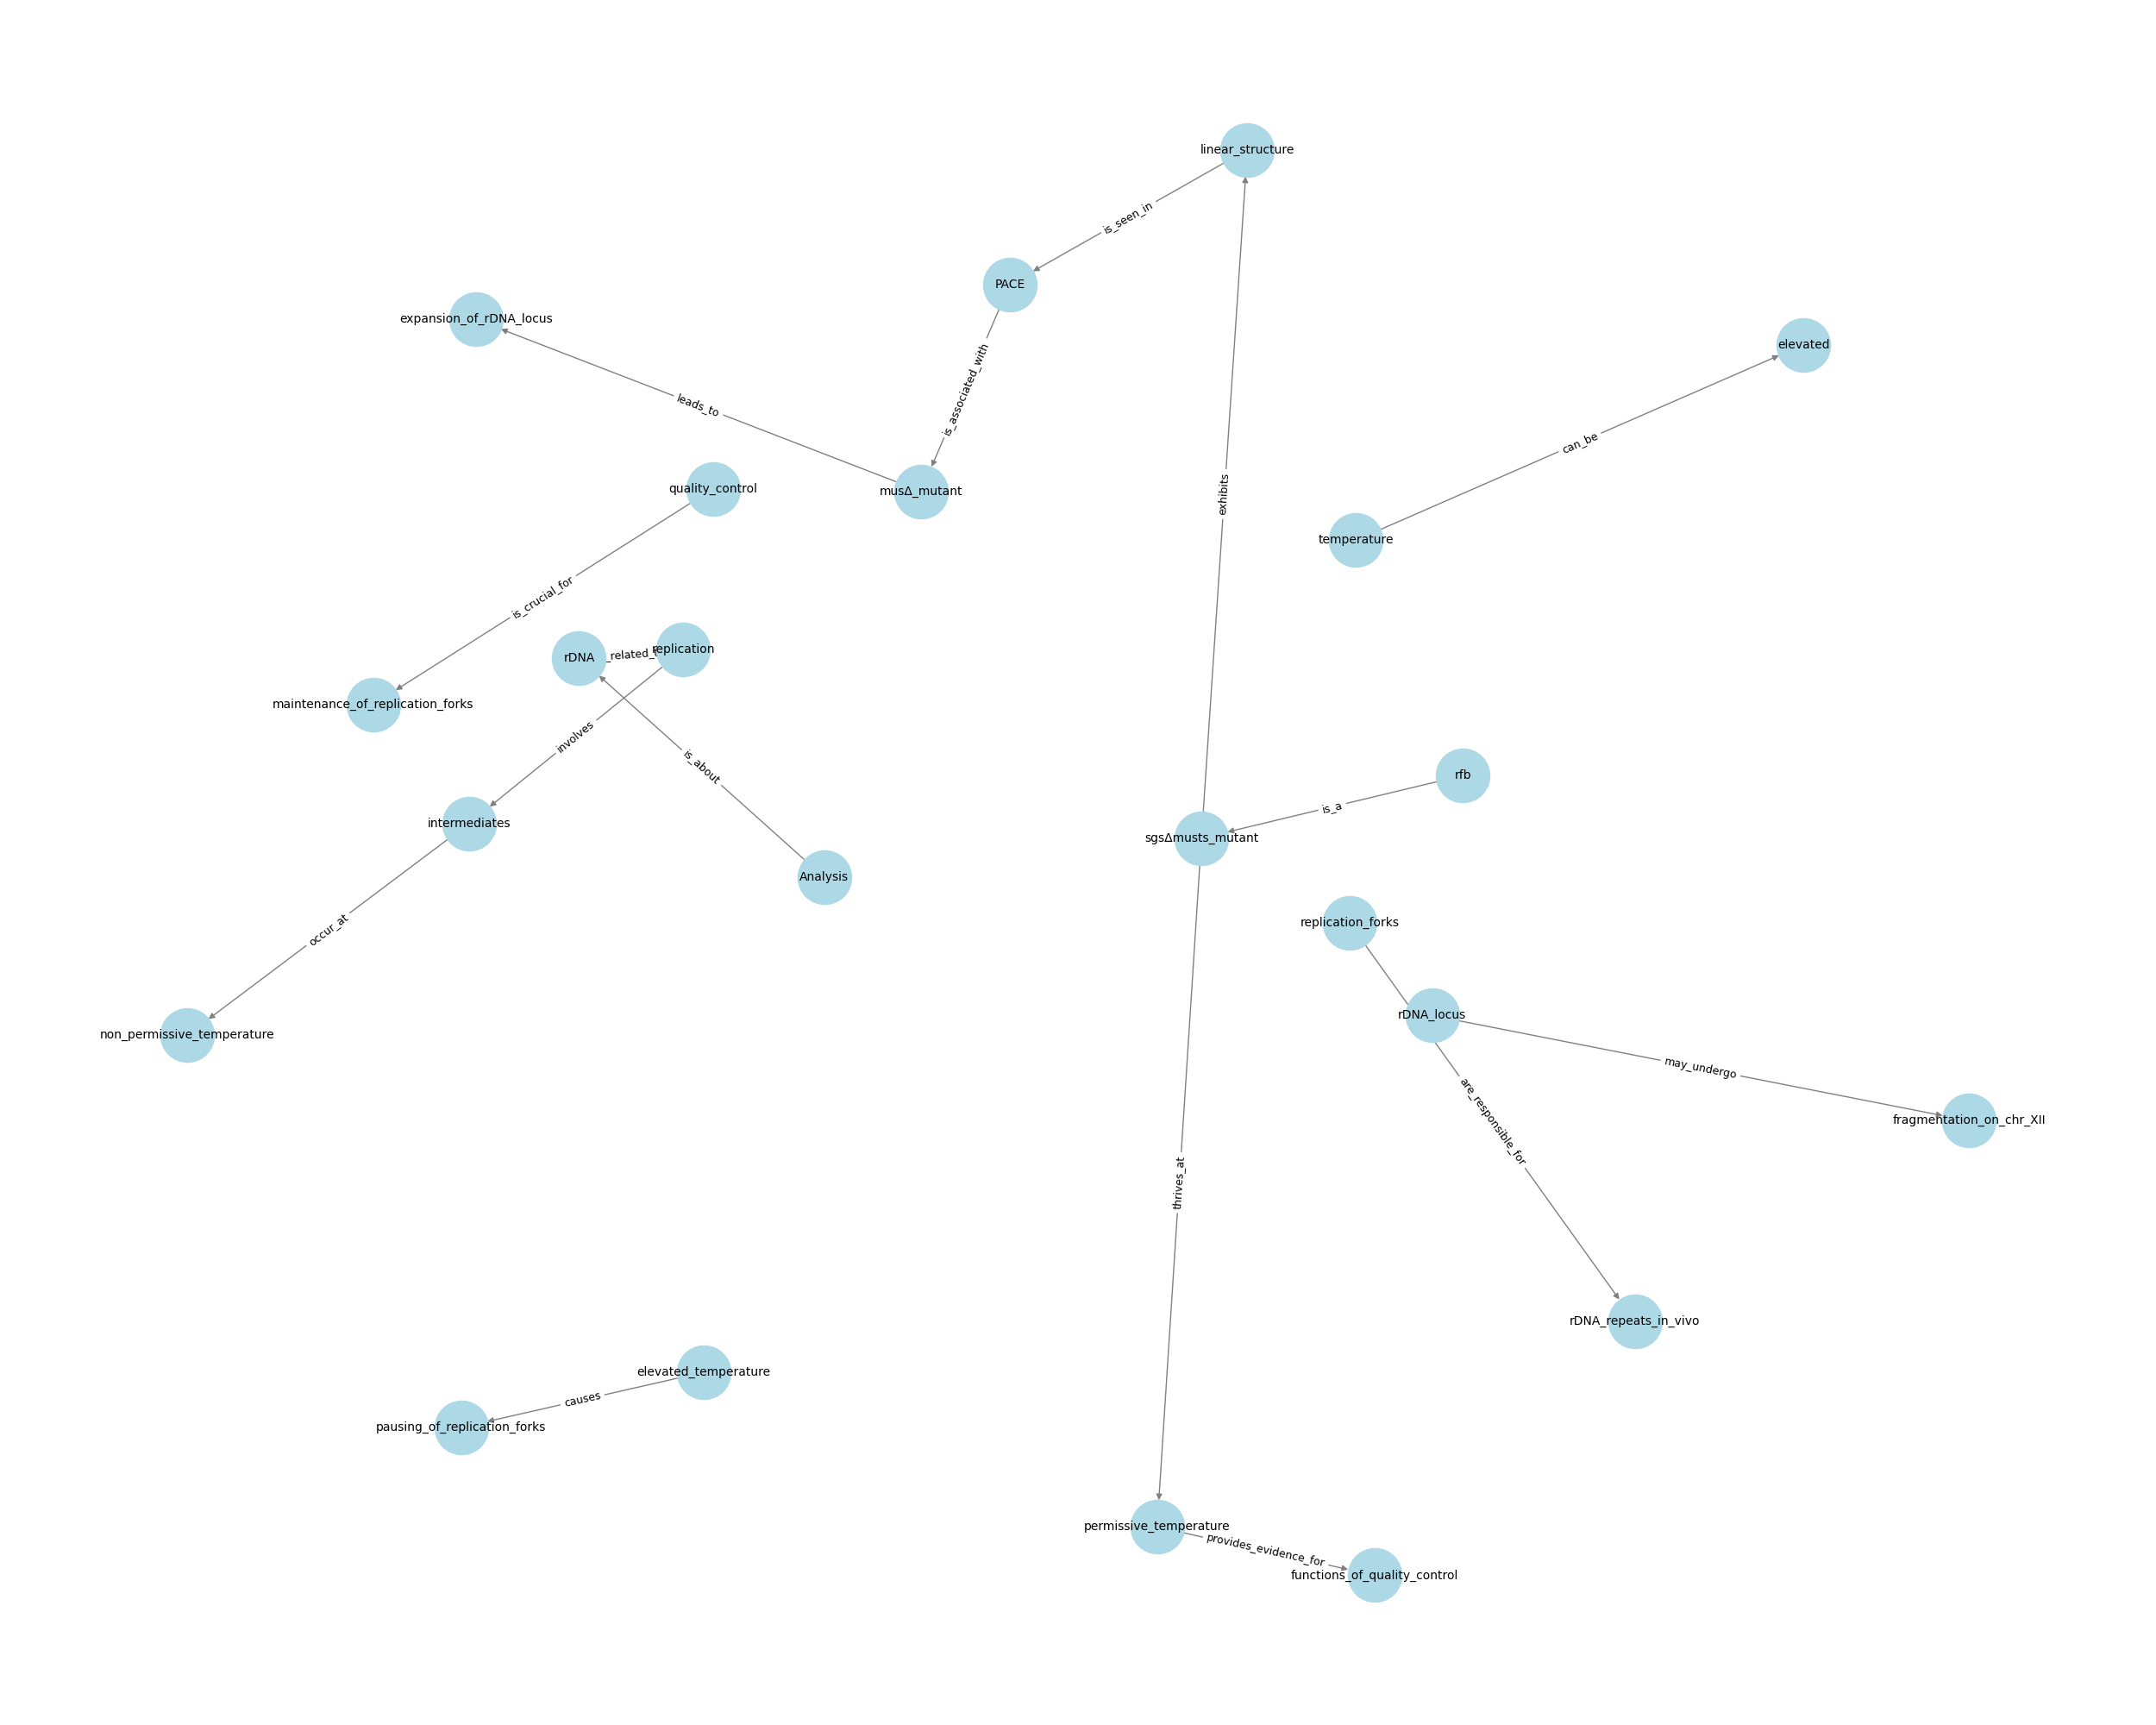 linear_structure
is_seen_in
PACE
expansion_of_rDNA_locus
elevated
is_associated_with
leads_to
can_be
quality_control
musΔ_mutant
exhibits
temperature
is_crucial_for
rDNA
_related_
replication
maintenance_of_replication_forks
involves
is_about
rfb
is_a
intermediates
sgsΔmusts_mutant
Analysis
replication_forks
occur_at
rDNA_locus
non_permissive_temperature
may_undergo
are_responsible_for
fragmentation_on_chr_XII
thrives_at
rDNA_repeats_in_vivo
elevated_temperature
causes
pausing_of_replication_forks
permissive_temperature
provides_evidence_for
functions_of_quality_control